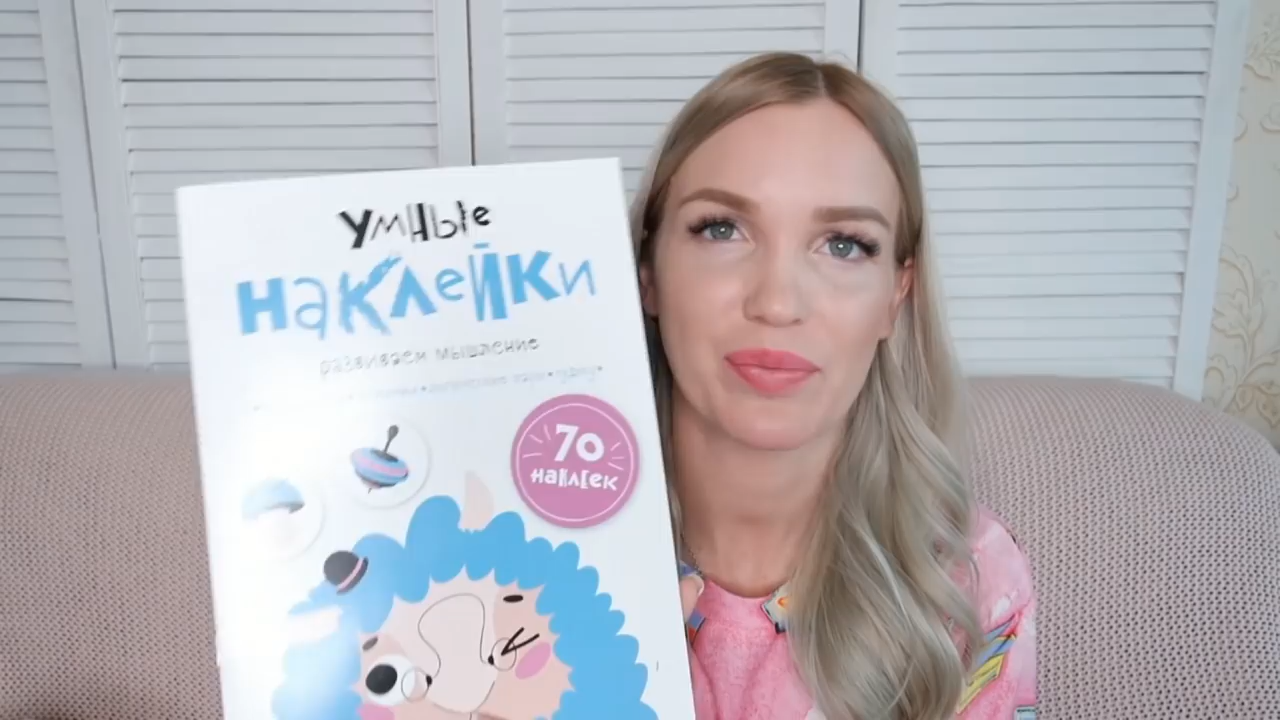 умные
наклейки
развиваем мышление
70
наклеек